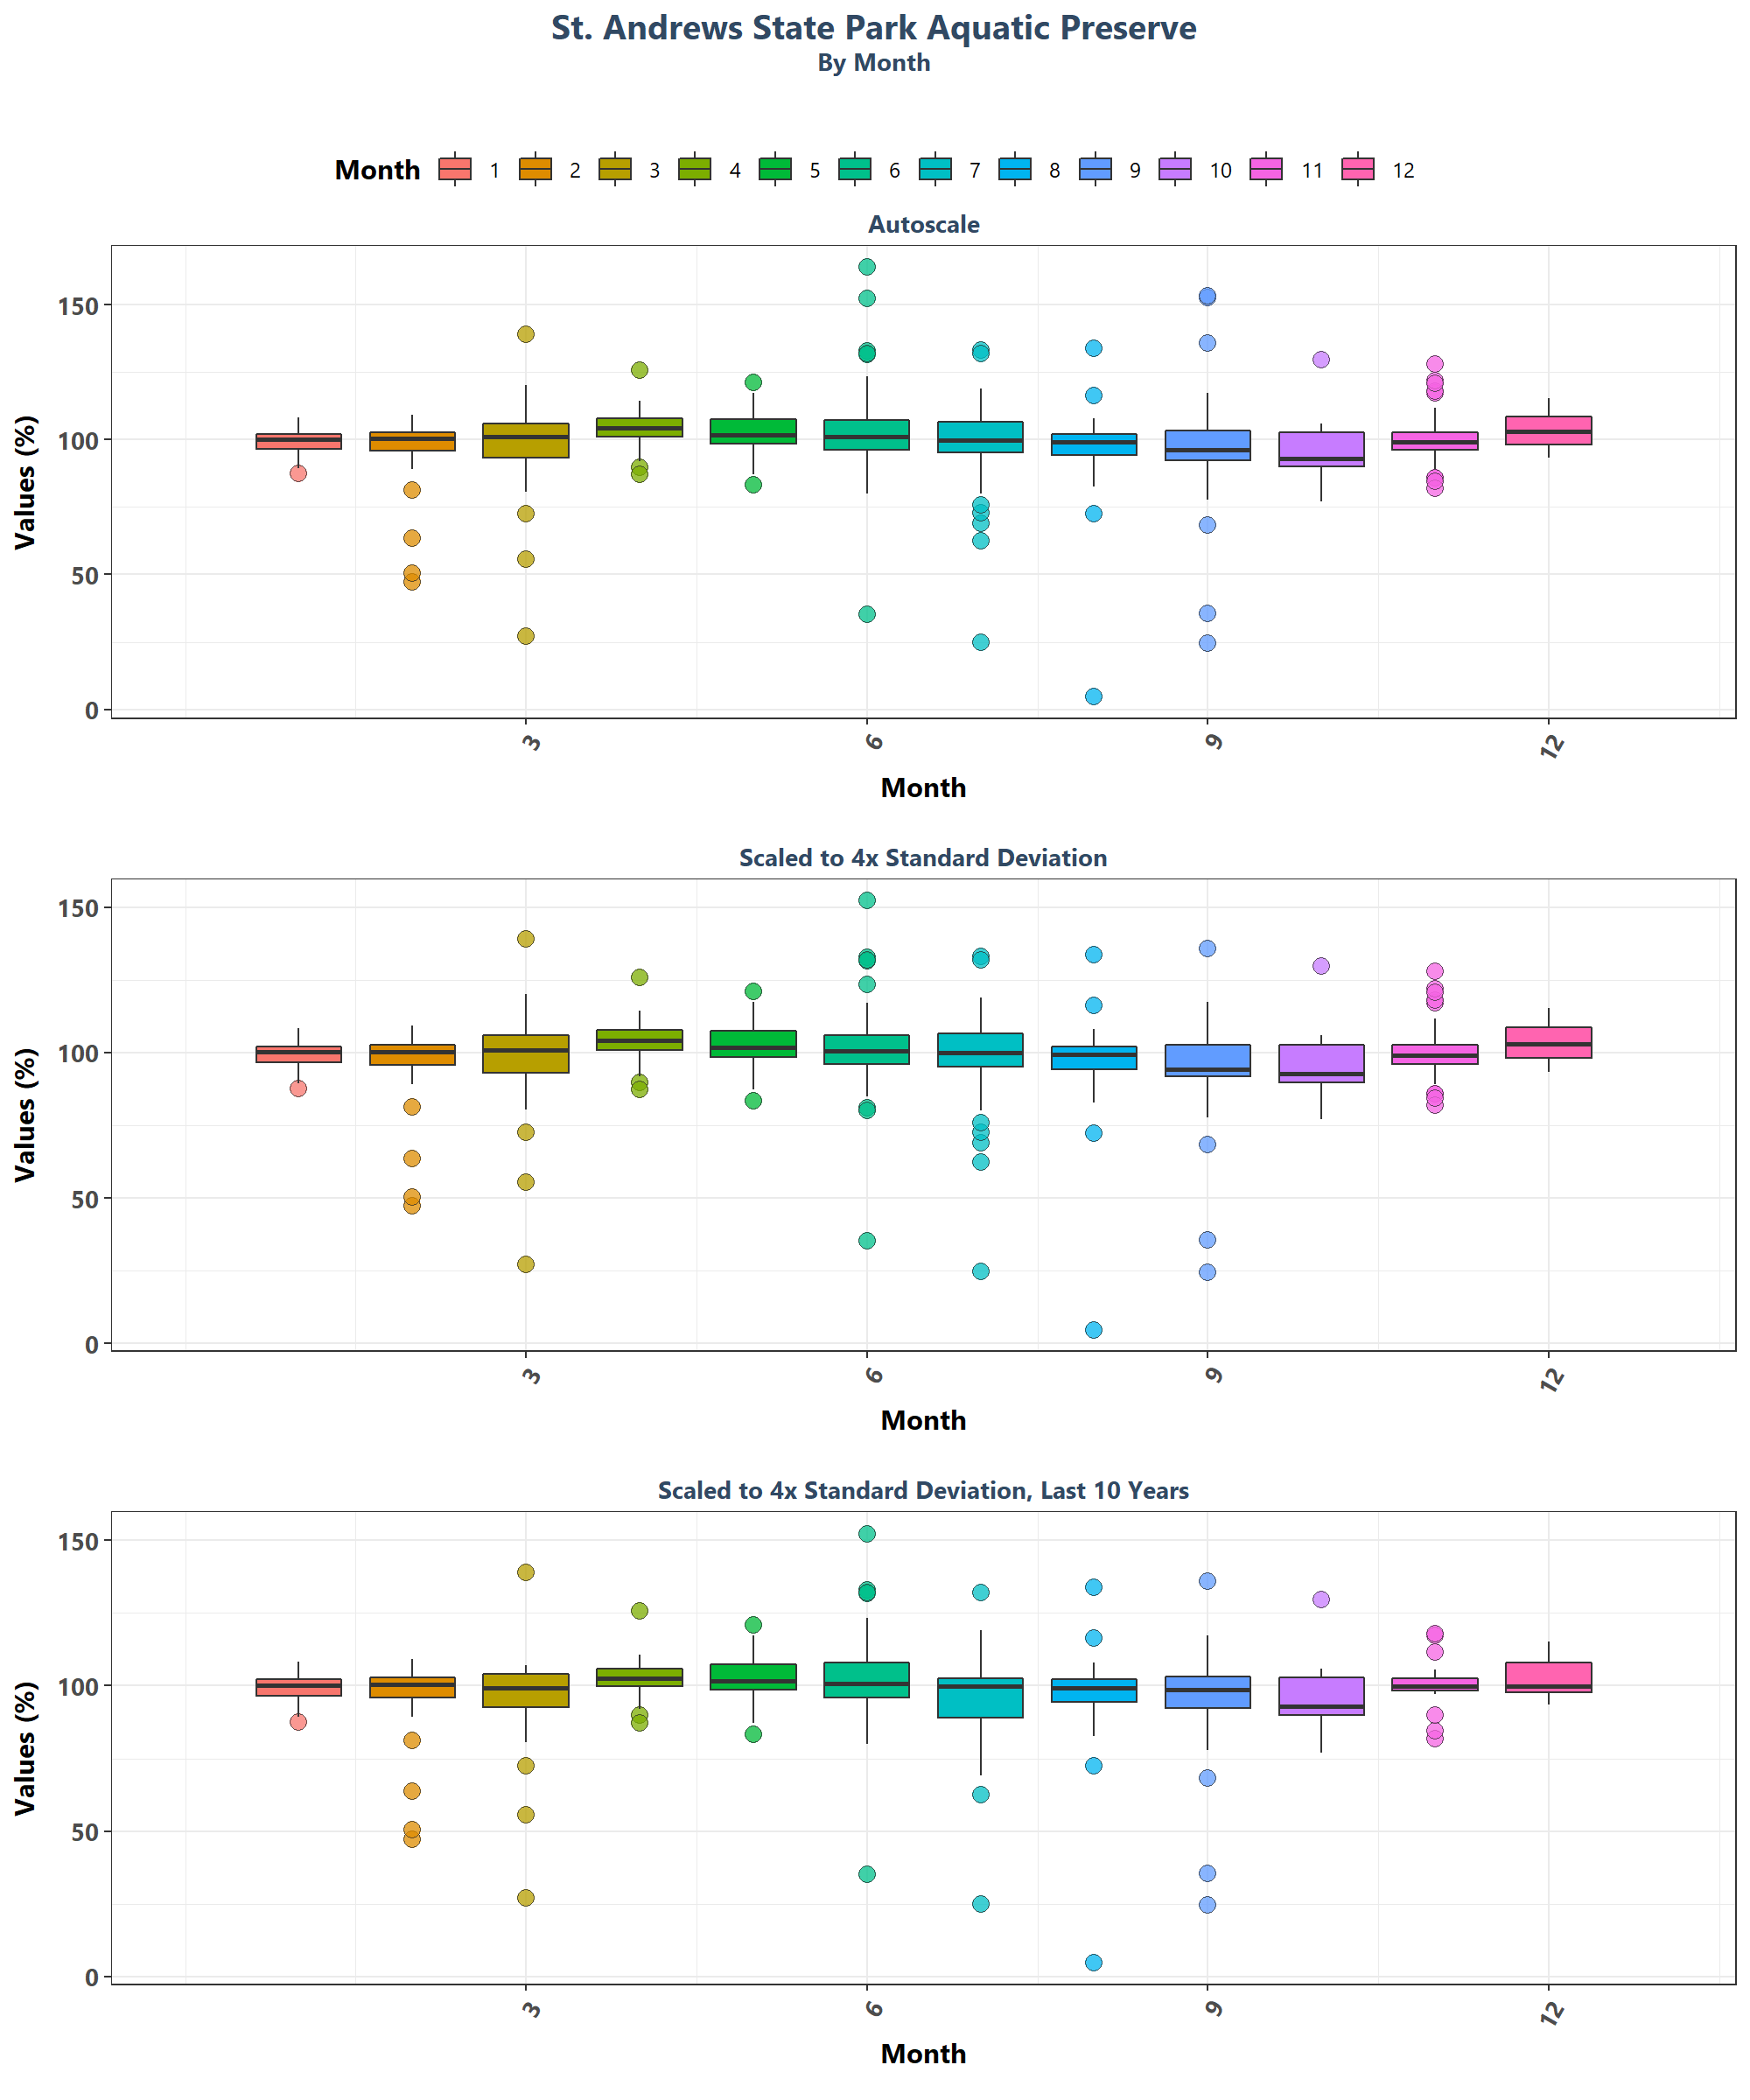 St. Andrews State Park Aquatic Preserve
By Month
Month 1 2 3 4 5 6 7 8 9 10 11 12
Autoscale
Values (%)
150
100
50
0
3 6 9 12
Month
Scaled to 4x Standard Deviation
Values (%)
150
100
50
0
3 6 9 12
Month
Scaled to 4x Standard Deviation, Last 10 Years
Values (%)
150
100
50
0
3 6 9 12
Month